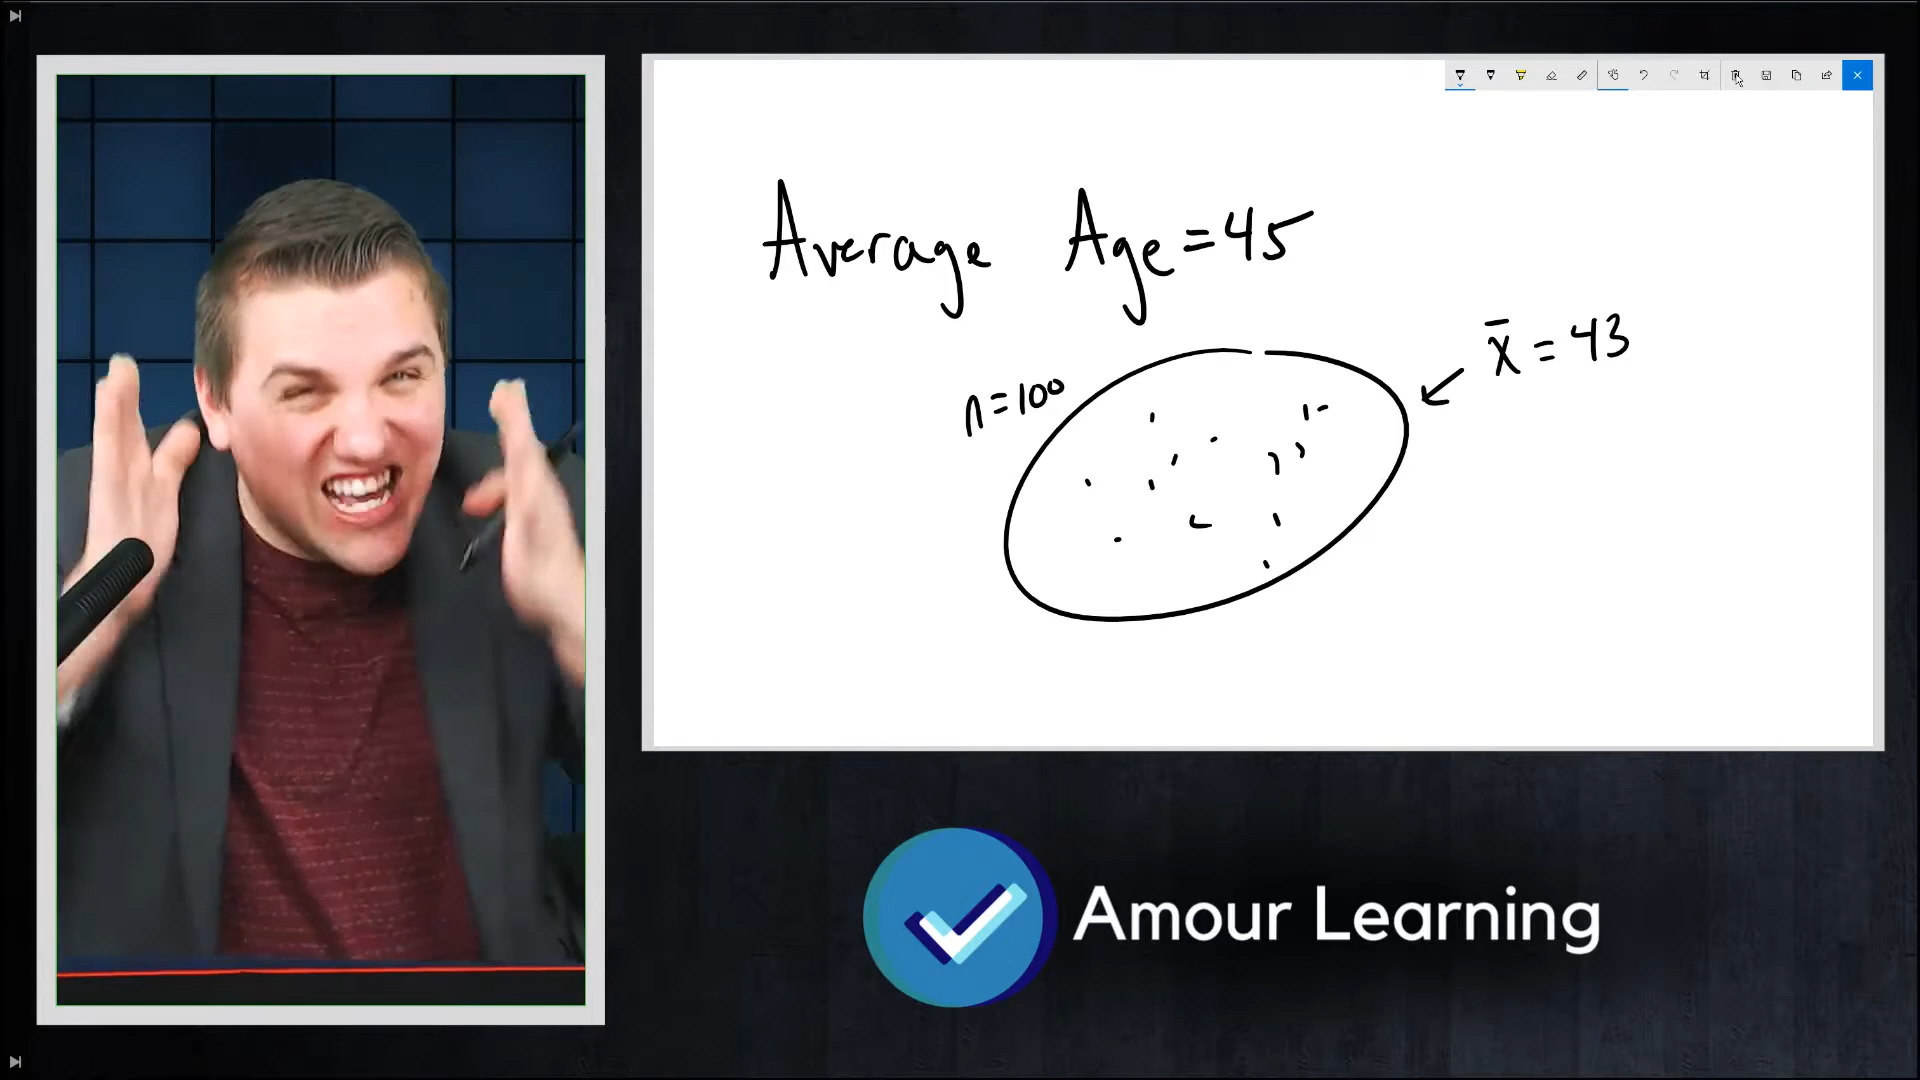 Average Age=45
x̄ = 43
n=100
Amour Learning